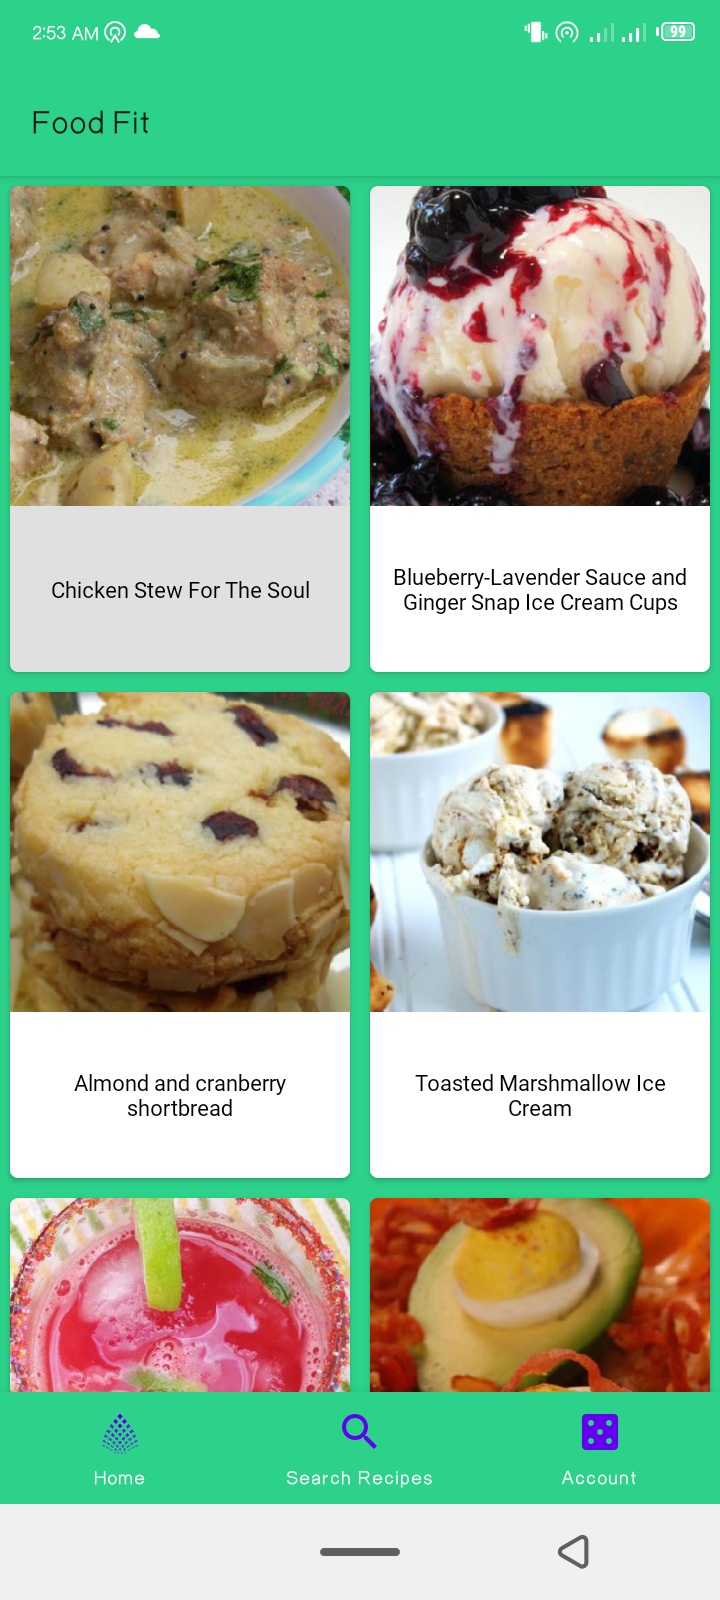 2:53 AM
99
Food Fit
Chicken Stew For The Soul
Blueberry-Lavender Sauce and
Ginger Snap Ice Cream Cups
Almond and cranberry
shortbread
Toasted Marshmallow Ice
Cream
Home
Search Recipes
Account